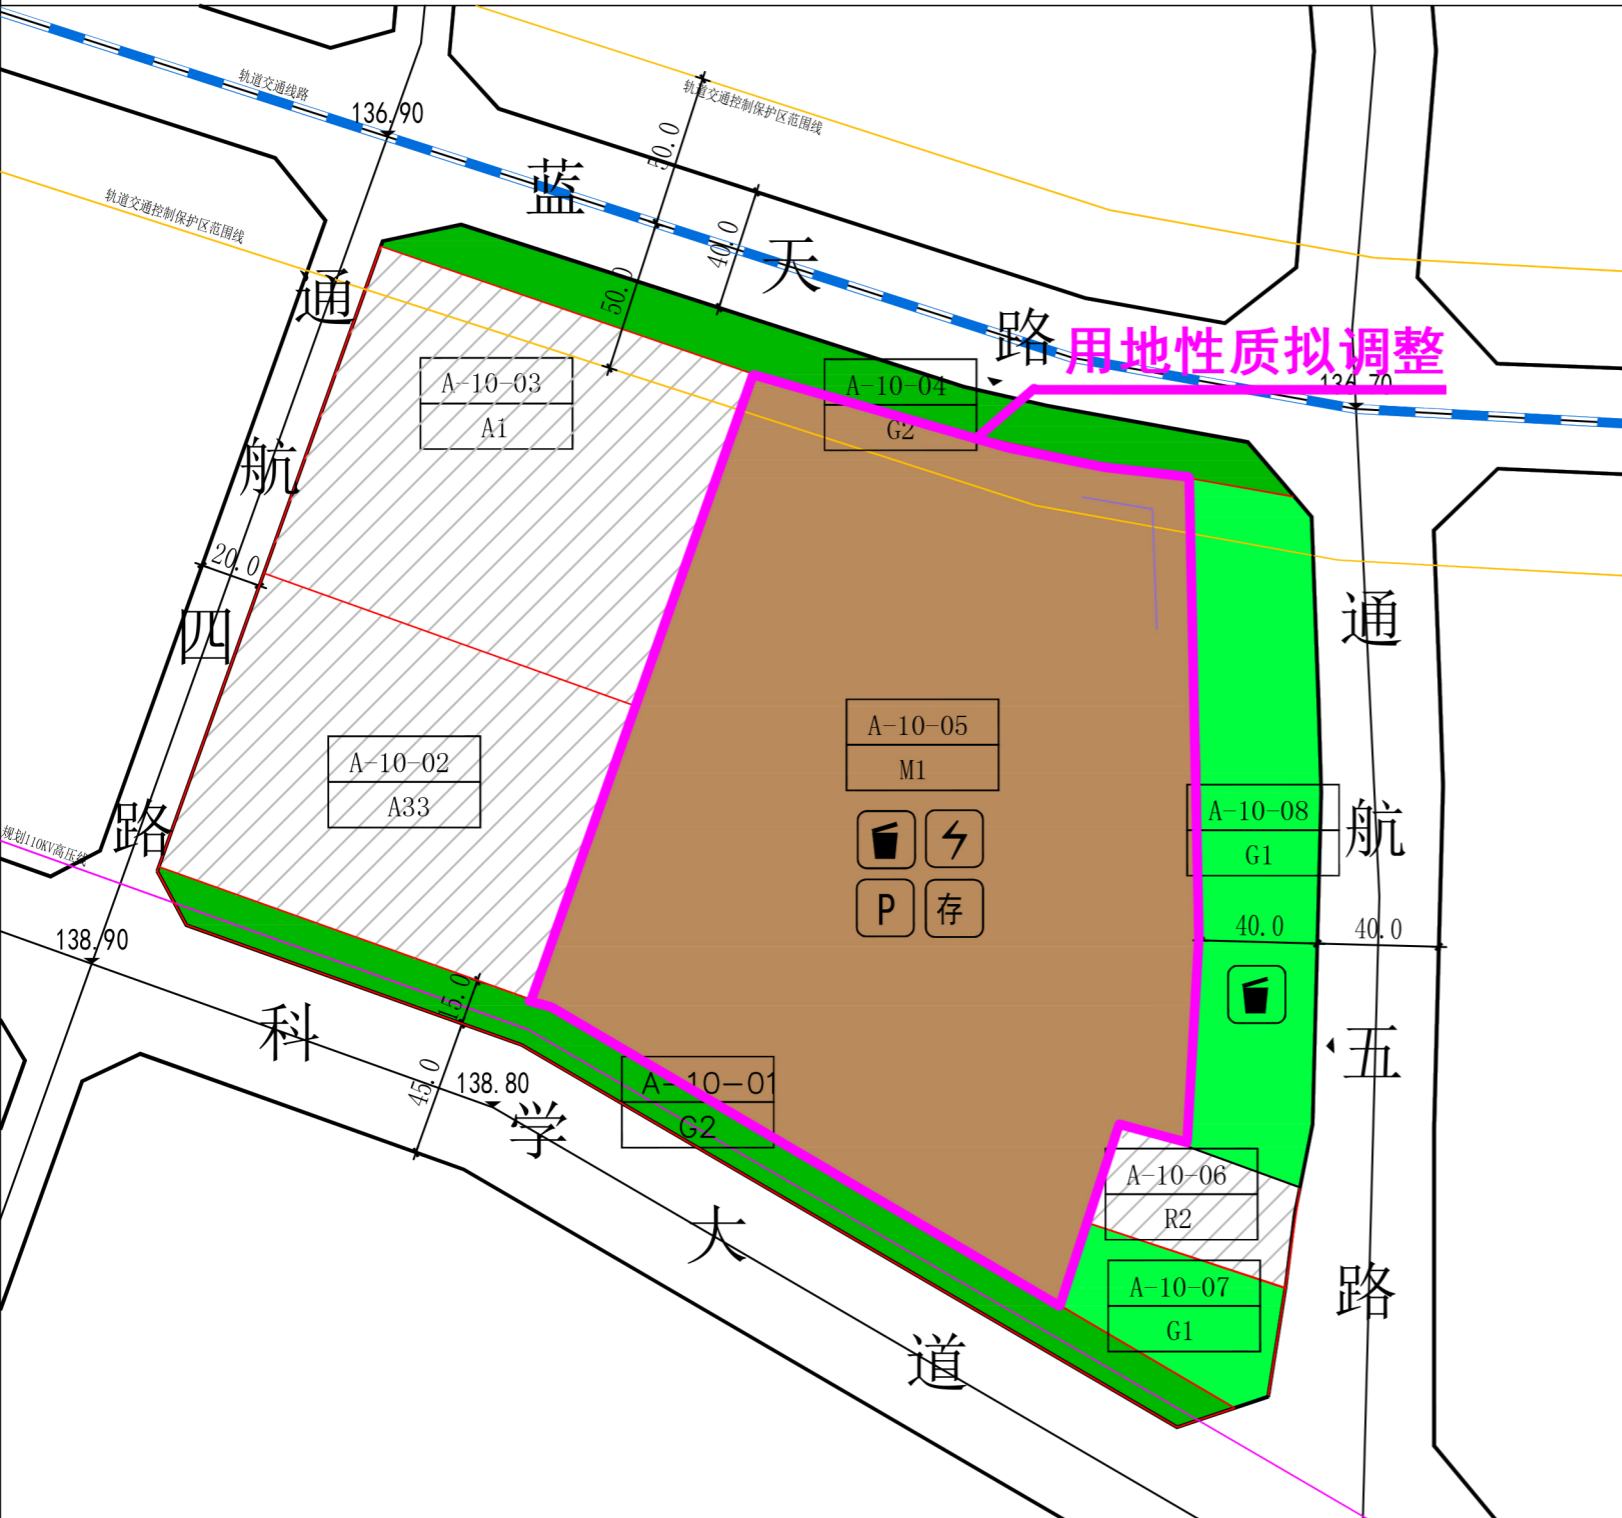 轨道交通线路
136.90
轨道交通控制保护区范围线
50.0
蓝天路
40.0
轨道交通控制保护区范围线
50.0
用地性质拟调整
136.70
通航四路
A-10-03
A1
A-10-04
G2
20.0
通航五路
A-10-02
A33
A-10-05
M1
P
存
A-10-08
G1
规划110KV高压线
40.0
40.0
138.90
15.0
45.0
138.80
科学大道
A-10-01
G2
A-10-06
R2
A-10-07
G1